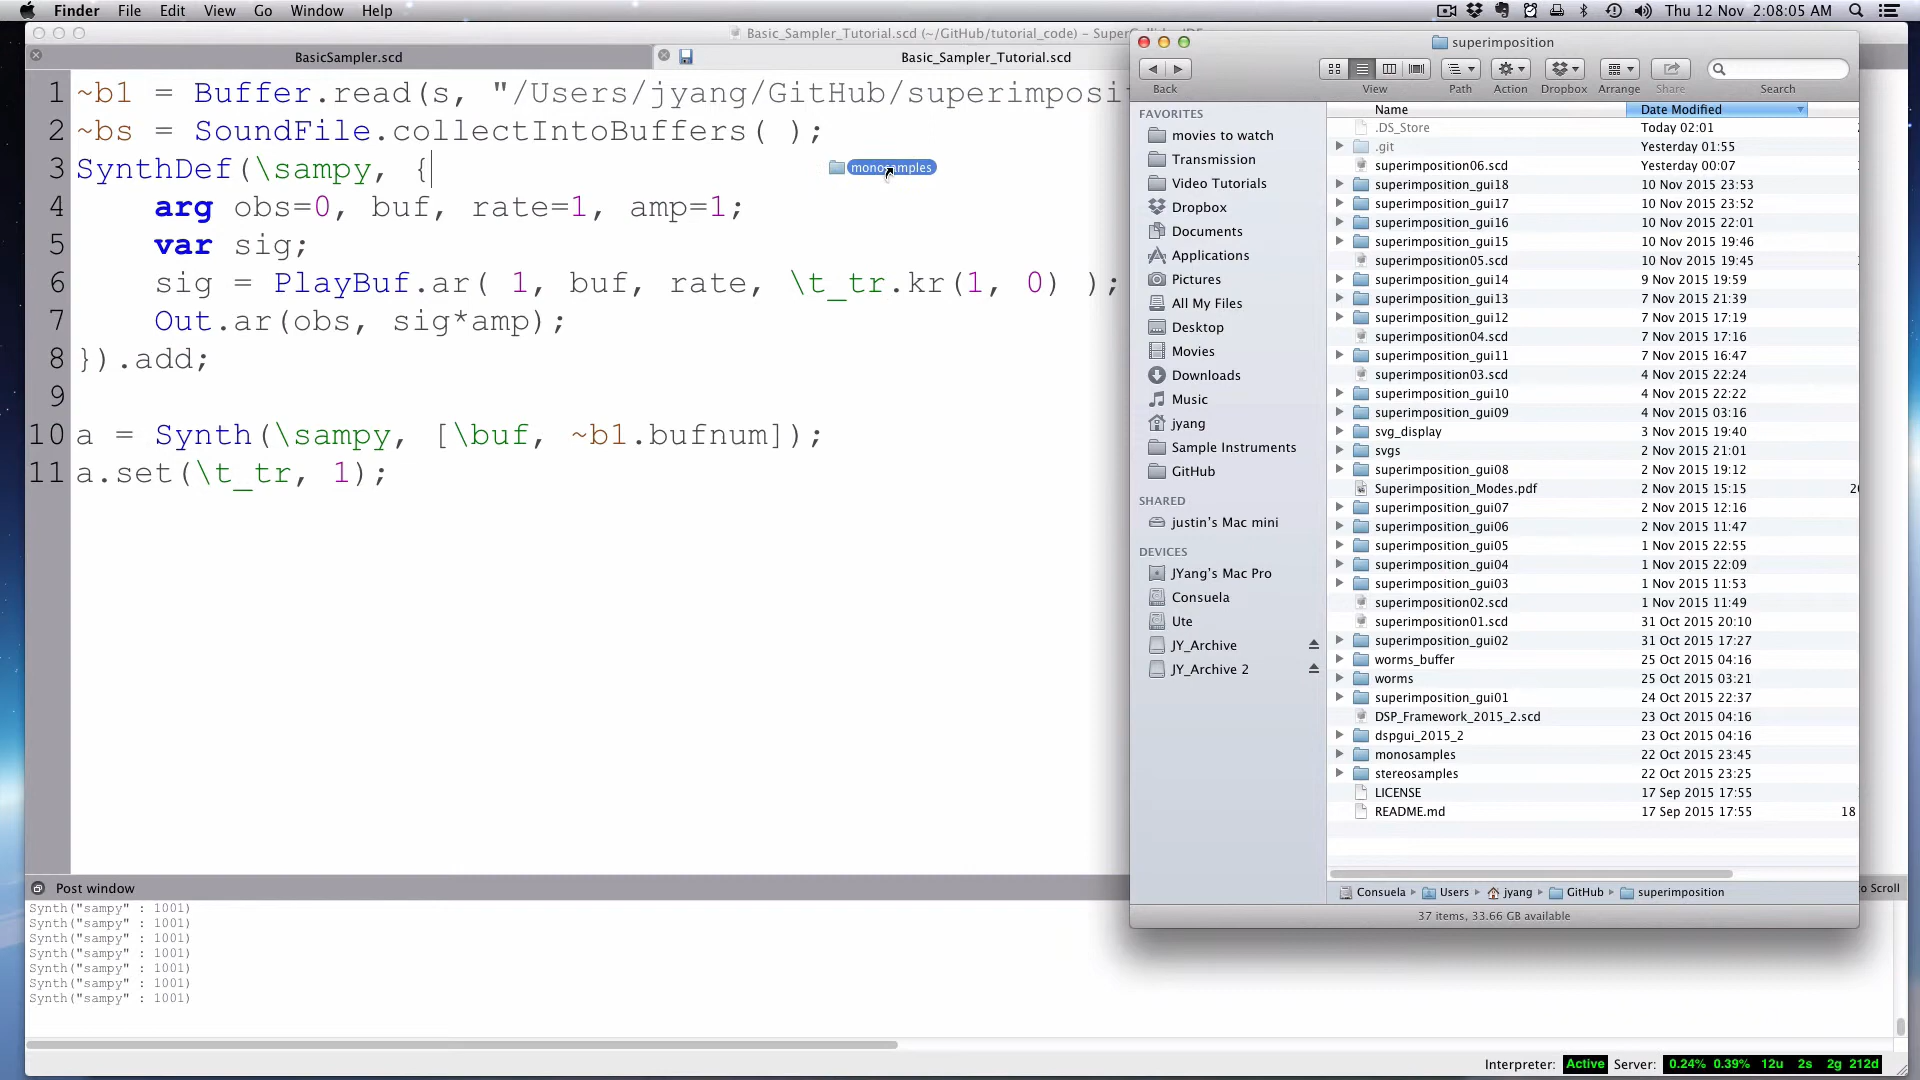 Finder File Edit View Go Window Help
Thu 12 Nov 2:08:05 AM
Basic_Sampler_Tutorial.scd (~/GitHub/tutorial_code) - SuperCollider IDE
BasicSampler.scd
Basic_Sampler_Tutorial.scd
1 ~b1 = Buffer.read(s, "/Users/jyang/GitHub/superimposit
2 ~bs = SoundFile.collectIntoBuffers( );
3 SynthDef(\sampy, {
monosamples
4 arg obs=0, buf, rate=1, amp=1;
5 var sig;
6 sig = PlayBuf.ar( 1, buf, rate, \t_tr.kr(1, 0) );
7 Out.ar(obs, sig*amp);
8 }).add;
9
10 a = Synth(\sampy, [\buf, ~b1.bufnum]);
11 a.set(\t_tr, 1);
Post window
Synth("sampy" : 1001)
Synth("sampy" : 1001)
Synth("sampy" : 1001)
Synth("sampy" : 1001)
Synth("sampy" : 1001)
Synth("sampy" : 1001)
Synth("sampy" : 1001)
superimposition
Back View Path Action Dropbox Arrange Share Search
FAVORITES
movies to watch
Transmission
Video Tutorials
Dropbox
Documents
Applications
Pictures
All My Files
Desktop
Movies
Downloads
Music
jyang
Sample Instruments
GitHub
SHARED
justin's Mac mini
DEVICES
JYang's Mac Pro
Consuela
Ute
JY_Archive
JY_Archive 2
Name Date Modified
.DS_Store Today 02:01
.git Yesterday 01:55
superimposition06.scd Yesterday 00:07
superimposition_gui18 10 Nov 2015 23:53
superimposition_gui17 10 Nov 2015 23:52
superimposition_gui16 10 Nov 2015 22:01
superimposition_gui15 10 Nov 2015 19:46
superimposition05.scd 10 Nov 2015 19:45
superimposition_gui14 9 Nov 2015 19:59
superimposition_gui13 7 Nov 2015 21:39
superimposition_gui12 7 Nov 2015 17:19
superimposition04.scd 7 Nov 2015 17:16
superimposition_gui11 7 Nov 2015 16:47
superimposition03.scd 4 Nov 2015 22:24
superimposition_gui10 4 Nov 2015 22:22
superimposition_gui09 4 Nov 2015 03:16
svg_display 3 Nov 2015 19:40
svgs 2 Nov 2015 21:01
superimposition_gui08 2 Nov 2015 19:12
Superimposition_Modes.pdf 2 Nov 2015 15:15
superimposition_gui07 2 Nov 2015 12:16
superimposition_gui06 2 Nov 2015 11:47
superimposition_gui05 1 Nov 2015 22:55
superimposition_gui04 1 Nov 2015 22:09
superimposition_gui03 1 Nov 2015 11:53
superimposition02.scd 1 Nov 2015 11:49
superimposition01.scd 31 Oct 2015 20:10
superimposition_gui02 31 Oct 2015 17:27
worms_buffer 25 Oct 2015 04:16
worms 25 Oct 2015 03:21
superimposition_gui01 24 Oct 2015 22:37
DSP_Framework_2015_2.scd 23 Oct 2015 04:16
dspgui_2015_2 23 Oct 2015 04:16
monosamples 22 Oct 2015 23:45
stereosamples 22 Oct 2015 23:25
LICENSE 17 Sep 2015 17:55
README.md 17 Sep 2015 17:55 18
Consuela Users jyang GitHub superimposition
37 items, 33.66 GB available
to Scroll
Interpreter: Active Server: 0.24% 0.39% 12u 2s 2g 212d